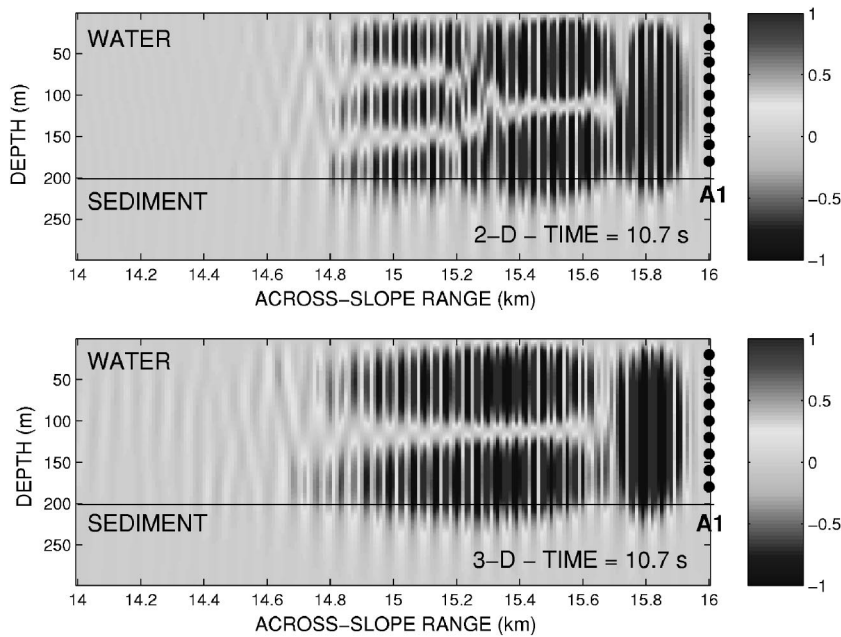 WATER
50
100
150
200
250
DEPTH (m)
SEDIMENT
A1
2-D - TIME = 10.7 s
14 14.2 14.4 14.6 14.8 15 15.2 15.4 15.6 15.8 16
ACROSS-SLOPE RANGE (km)
1
0.5
0
-0.5
-1
WATER
50
100
150
200
250
DEPTH (m)
SEDIMENT
A1
3-D - TIME = 10.7 s
14 14.2 14.4 14.6 14.8 15 15.2 15.4 15.6 15.8 16
ACROSS-SLOPE RANGE (km)
1
0.5
0
-0.5
-1